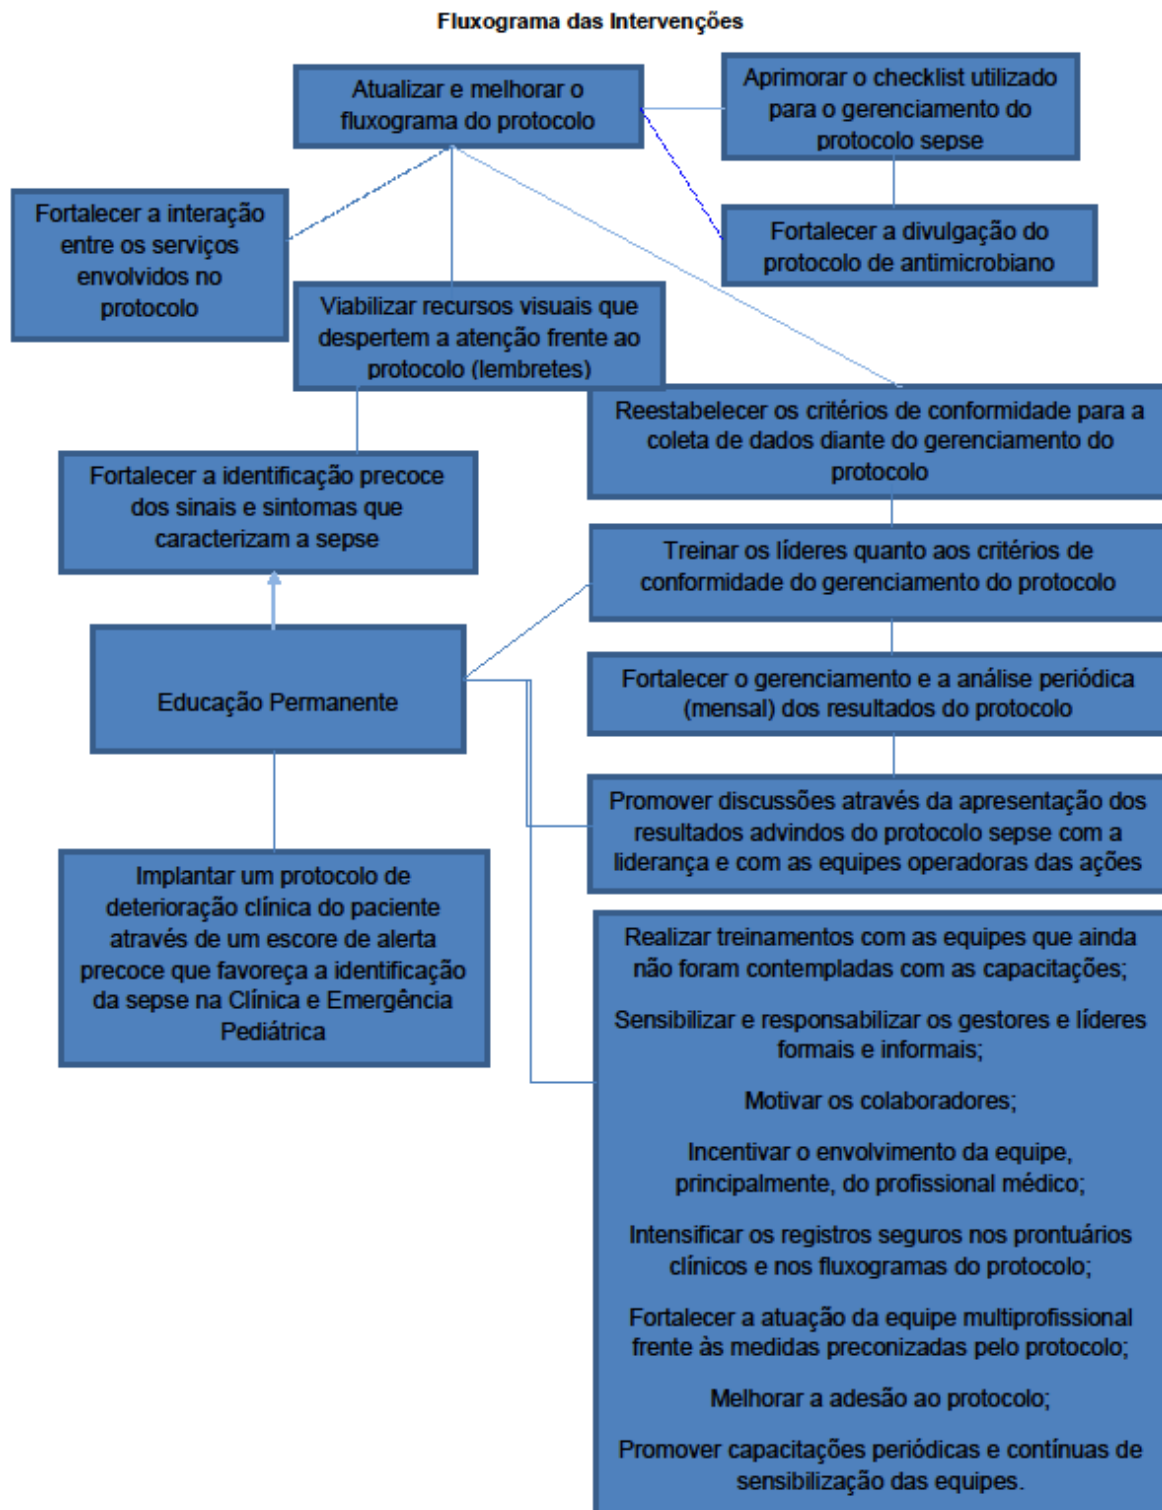 Fluxograma das Intervenções
Atualizar e melhorar o
fluxograma do protocolo
Aprimorar o checklist utilizado
para o gerenciamento do
protocolo sepse
Fortalecer a interação
entre os serviços
envolvidos no
protocolo
Fortalecer a divulgação do
protocolo de antimicrobiano
Viabilizar recursos visuais que
despertem a atenção frente ao
protocolo (lembretes)
Reestabelecer os critérios de conformidade para a
coleta de dados diante do gerenciamento do
protocolo
Fortalecer a identificação precoce
dos sinais e sintomas que
caracterizam a sepse
Treinar os líderes quanto aos critérios de
conformidade do gerenciamento do protocolo
Educação Permanente
Fortalecer o gerenciamento e a análise periódica
(mensal) dos resultados do protocolo
Promover discussões através da apresentação dos
resultados advindos do protocolo sepse com a
liderança e com as equipes operadoras das ações
Implantar um protocolo de
deterioração clínica do paciente
através de um escore de alerta
precoce que favoreça a identificação
da sepse na Clínica e Emergência
Pediátrica
Realizar treinamentos com as equipes que ainda
não foram contempladas com as capacitações;
Sensibilizar e responsabilizar os gestores e líderes
formais e informais;
Motivar os colaboradores;
Incentivar o envolvimento da equipe,
principalmente, do profissional médico;
Intensificar os registros seguros nos prontuários
clínicos e nos fluxogramas do protocolo;
Fortalecer a atuação da equipe multiprofissional
frente às medidas preconizadas pelo protocolo;
Melhorar a adesão ao protocolo;
Promover capacitações periódicas e contínuas de
sensibilização das equipes.